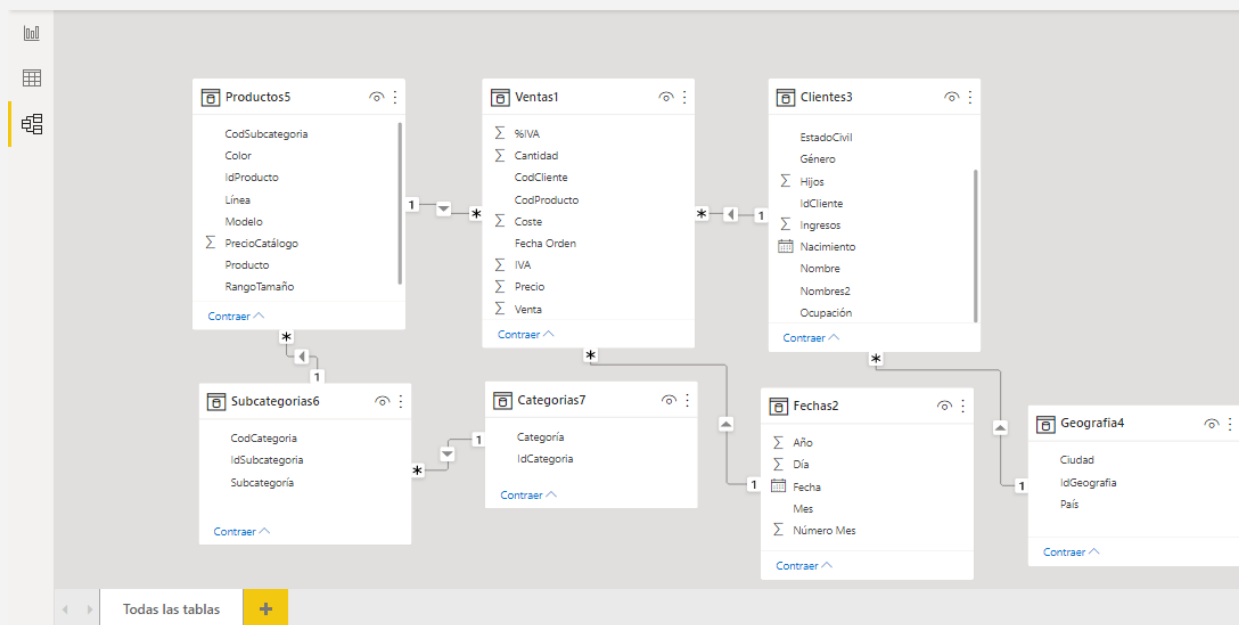 Productos5
CodSubcategoria
Color
IdProducto
Línea
Modelo
PrecioCatálogo
Producto
RangoTamaño
Contraer
Ventas1
%IVA
Cantidad
CodCliente
CodProducto
Coste
Fecha Orden
IVA
Precio
Venta
Contraer
Clientes3
EstadoCivil
Género
Hijos
IdCliente
Ingresos
Nacimiento
Nombre
Nombres2
Ocupación
Contraer
1
*
*
1
*
1
*
*
1
*
1
1
Subcategorias6
CodCategoria
IdSubcategoria
Subcategoría
Contraer
Categorias7
Categoría
IdCategoria
Contraer
Fechas2
Año
Día
Fecha
Mes
Número Mes
Contraer
Geografia4
Ciudad
IdGeografia
País
Contraer
Todas las tablas
+